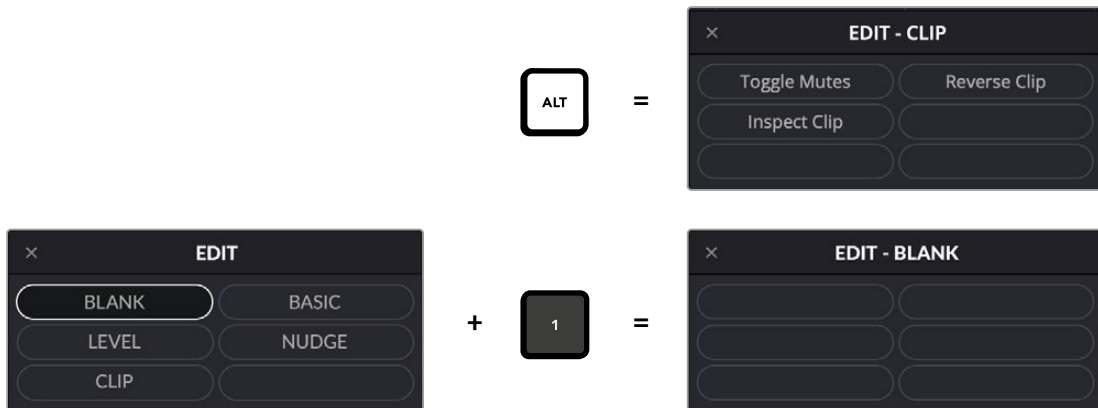 × EDIT - CLIP
Toggle Mutes Reverse Clip
ALT =
Inspect Clip
× EDIT
BLANK BASIC
LEVEL NUDGE
CLIP
+ 1 =
× EDIT - BLANK